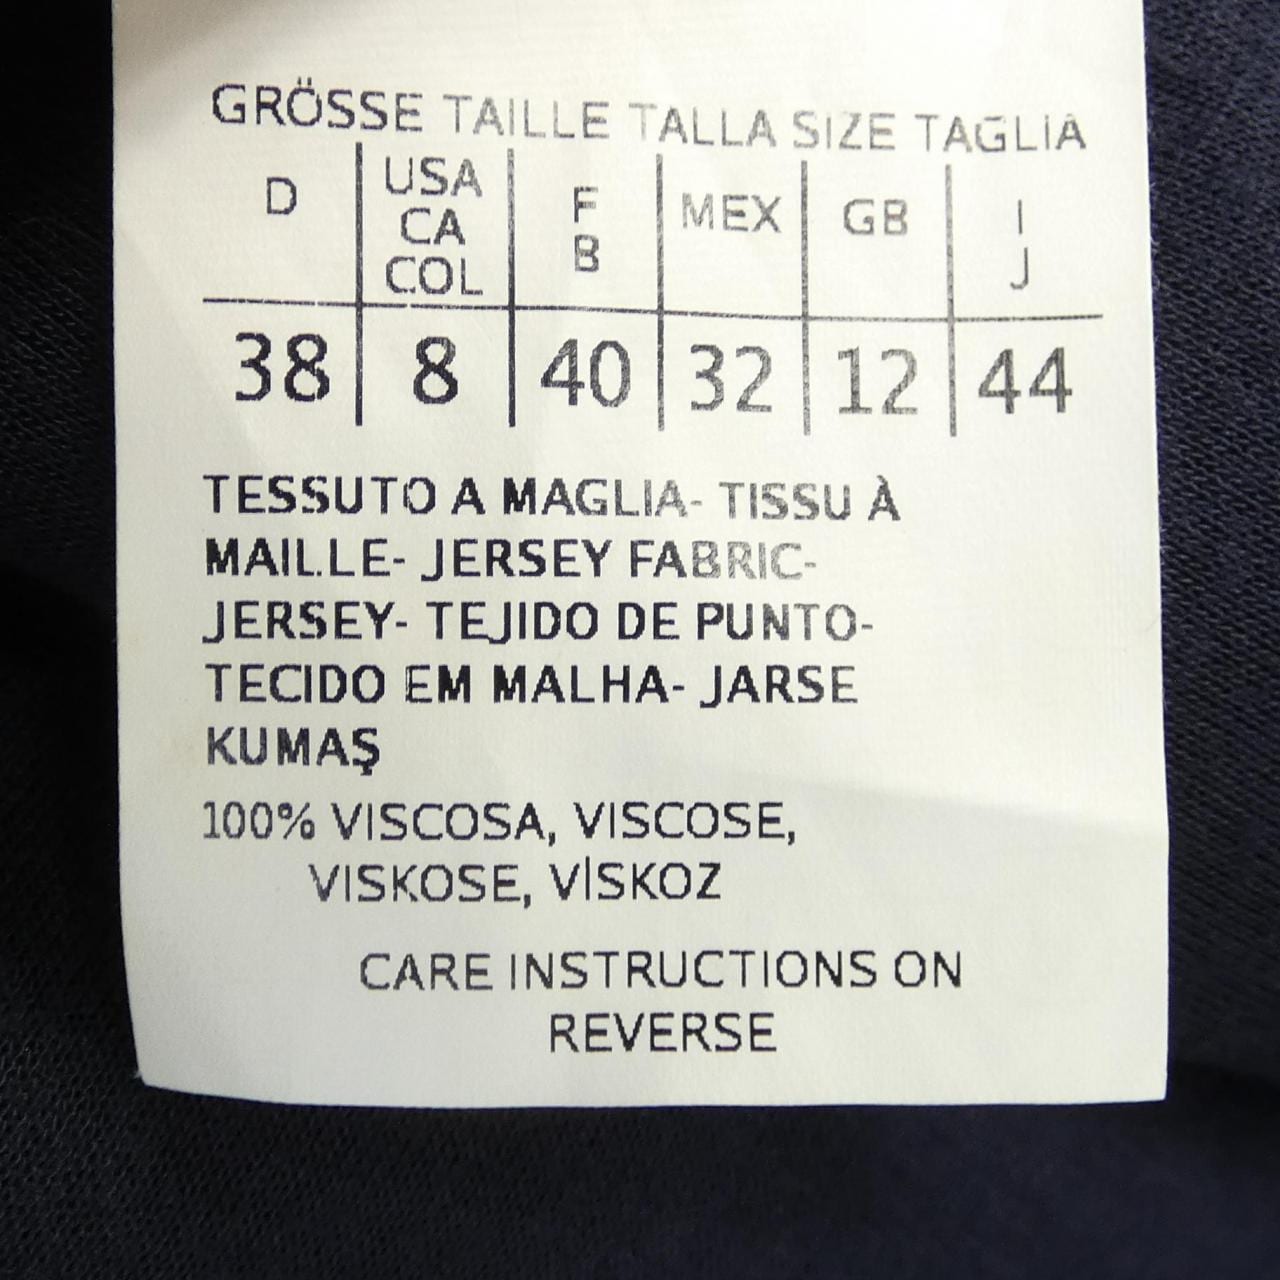 GRÖSSE TAILLE TALLA SIZE TAGLIA
D USA CA COL F B MEX GB I J
38 8 40 32 12 44
TESSUTO A MAGLIA- TISSU À
MAILLE- JERSEY FABRIC-
JERSEY- TEJIDO DE PUNTO-
TECIDO EM MALHA- JARSE
KUMAŞ
100% VISCOSA, VISCOSE,
VISKOSE, VİSKOZ
CARE INSTRUCTIONS ON
REVERSE